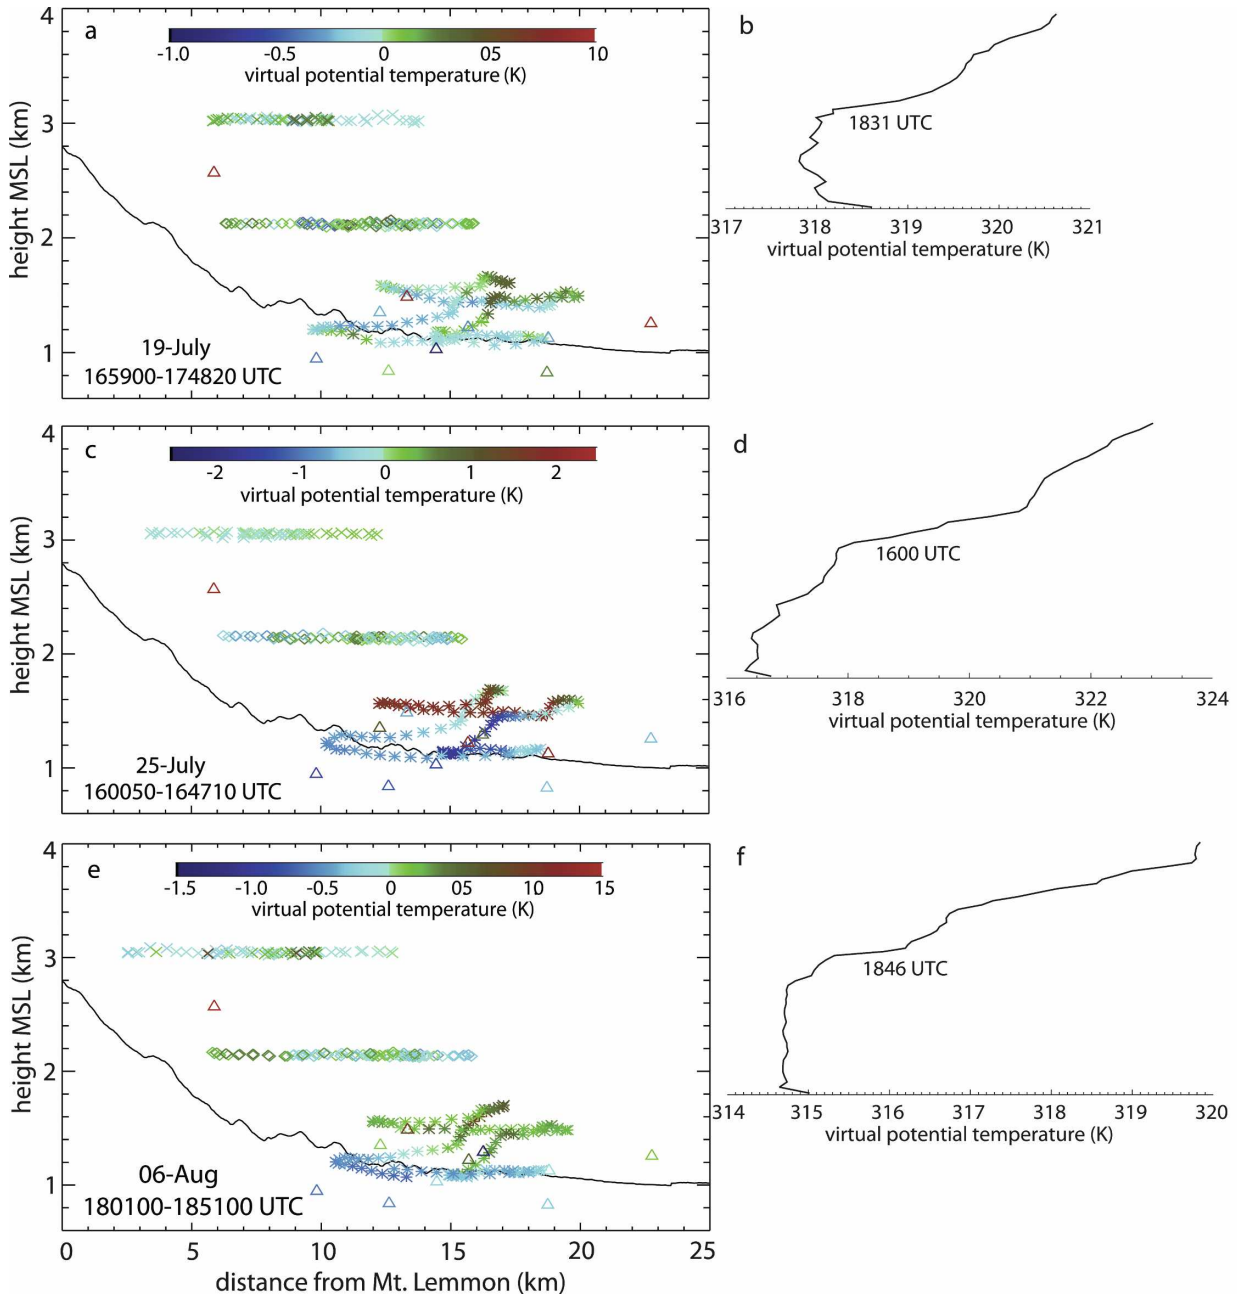 4
a
-1.0 -0.5 0 05 10
virtual potential temperature (K)
3
height MSL (km)
2
1
19-July
165900-174820 UTC
b
1831 UTC
317 318 319 320 321
virtual potential temperature (K)
4
c
-2 -1 0 1 2
virtual potential temperature (K)
3
height MSL (km)
2
1
25-July
160050-164710 UTC
d
1600 UTC
316 318 320 322 324
virtual potential temperature (K)
4
e
-1.5 -1.0 -0.5 0 05 10 15
virtual potential temperature (K)
3
height MSL (km)
2
1
06-Aug
180100-185100 UTC
0 5 10 15 20 25
distance from Mt. Lemmon (km)
f
1846 UTC
314 315 316 317 318 319 320
virtual potential temperature (K)